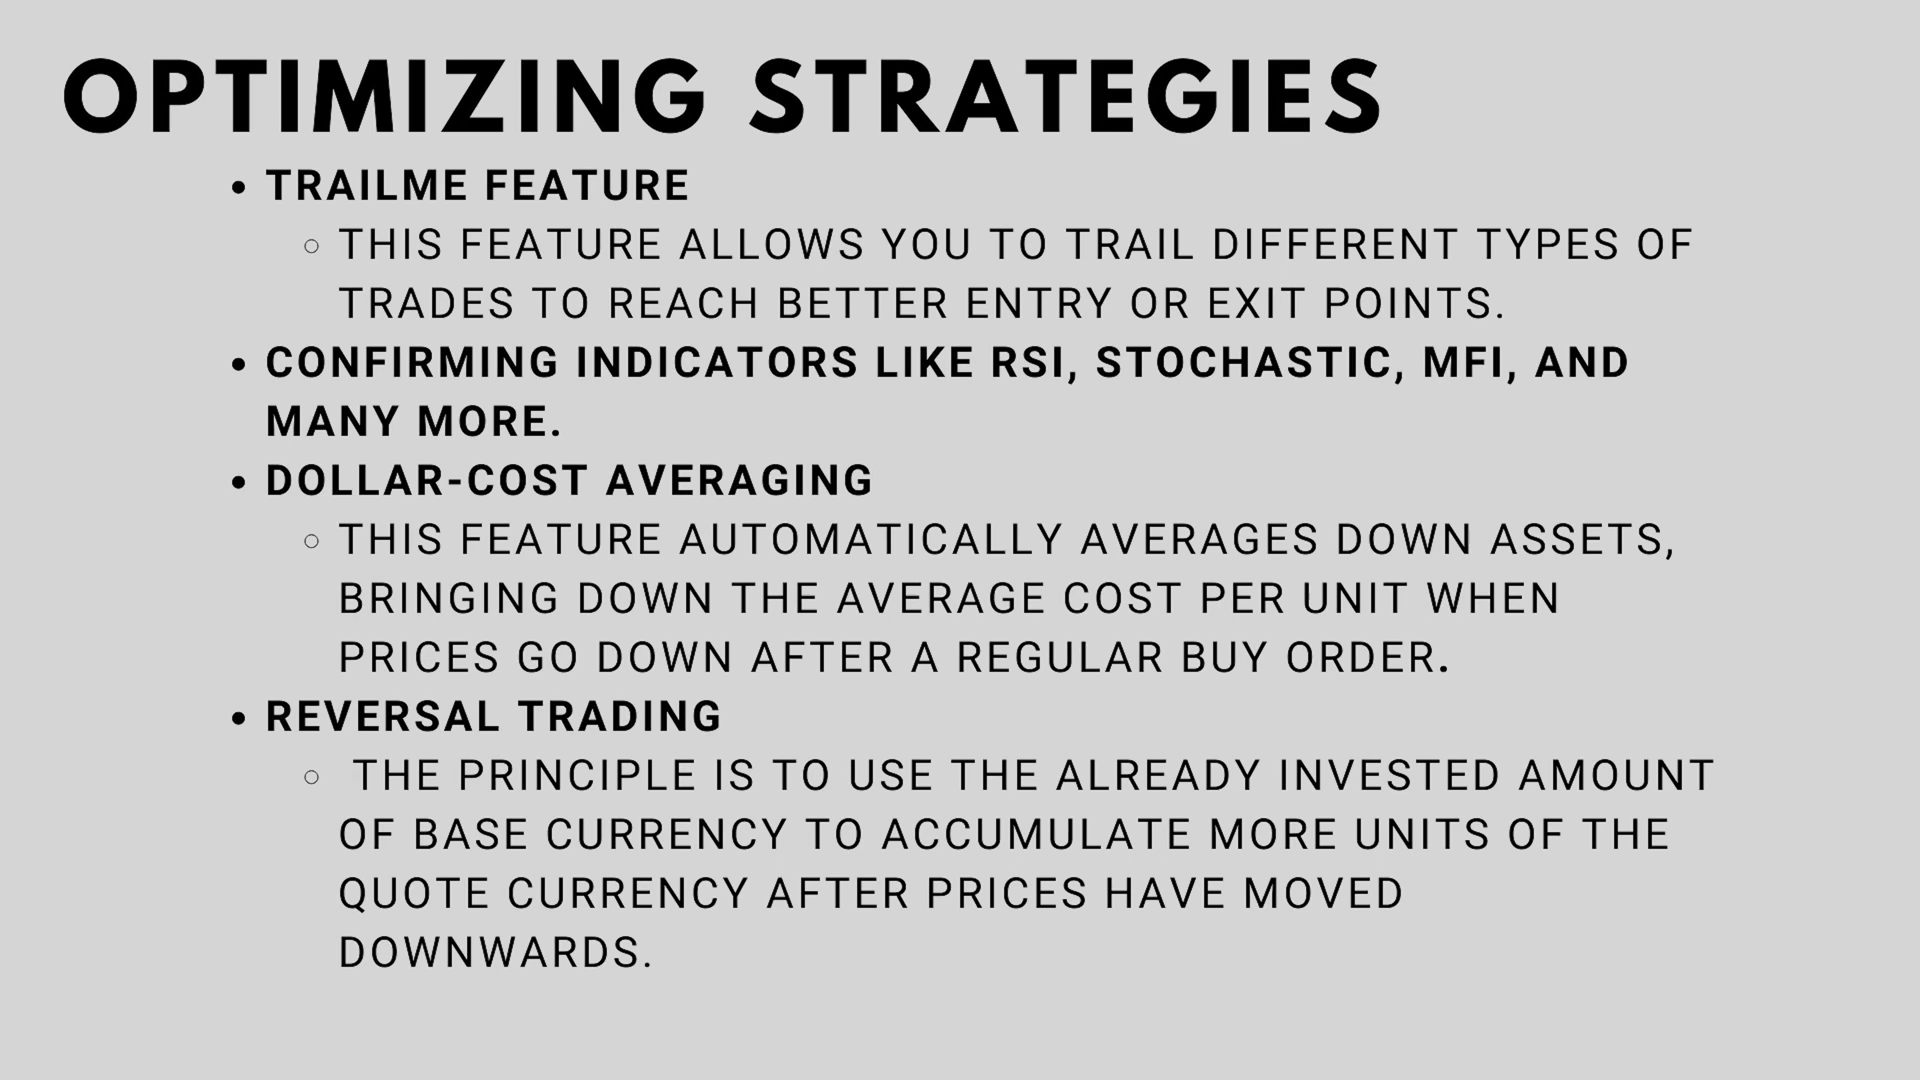 OPTIMIZING STRATEGIES
• TRAILME FEATURE
○ THIS FEATURE ALLOWS YOU TO TRAIL DIFFERENT TYPES OF
TRADES TO REACH BETTER ENTRY OR EXIT POINTS.
• CONFIRMING INDICATORS LIKE RSI, STOCHASTIC, MFI, AND
MANY MORE.
• DOLLAR-COST AVERAGING
○ THIS FEATURE AUTOMATICALLY AVERAGES DOWN ASSETS,
BRINGING DOWN THE AVERAGE COST PER UNIT WHEN
PRICES GO DOWN AFTER A REGULAR BUY ORDER.
• REVERSAL TRADING
○ THE PRINCIPLE IS TO USE THE ALREADY INVESTED AMOUNT
OF BASE CURRENCY TO ACCUMULATE MORE UNITS OF THE
QUOTE CURRENCY AFTER PRICES HAVE MOVED
DOWNWARDS.